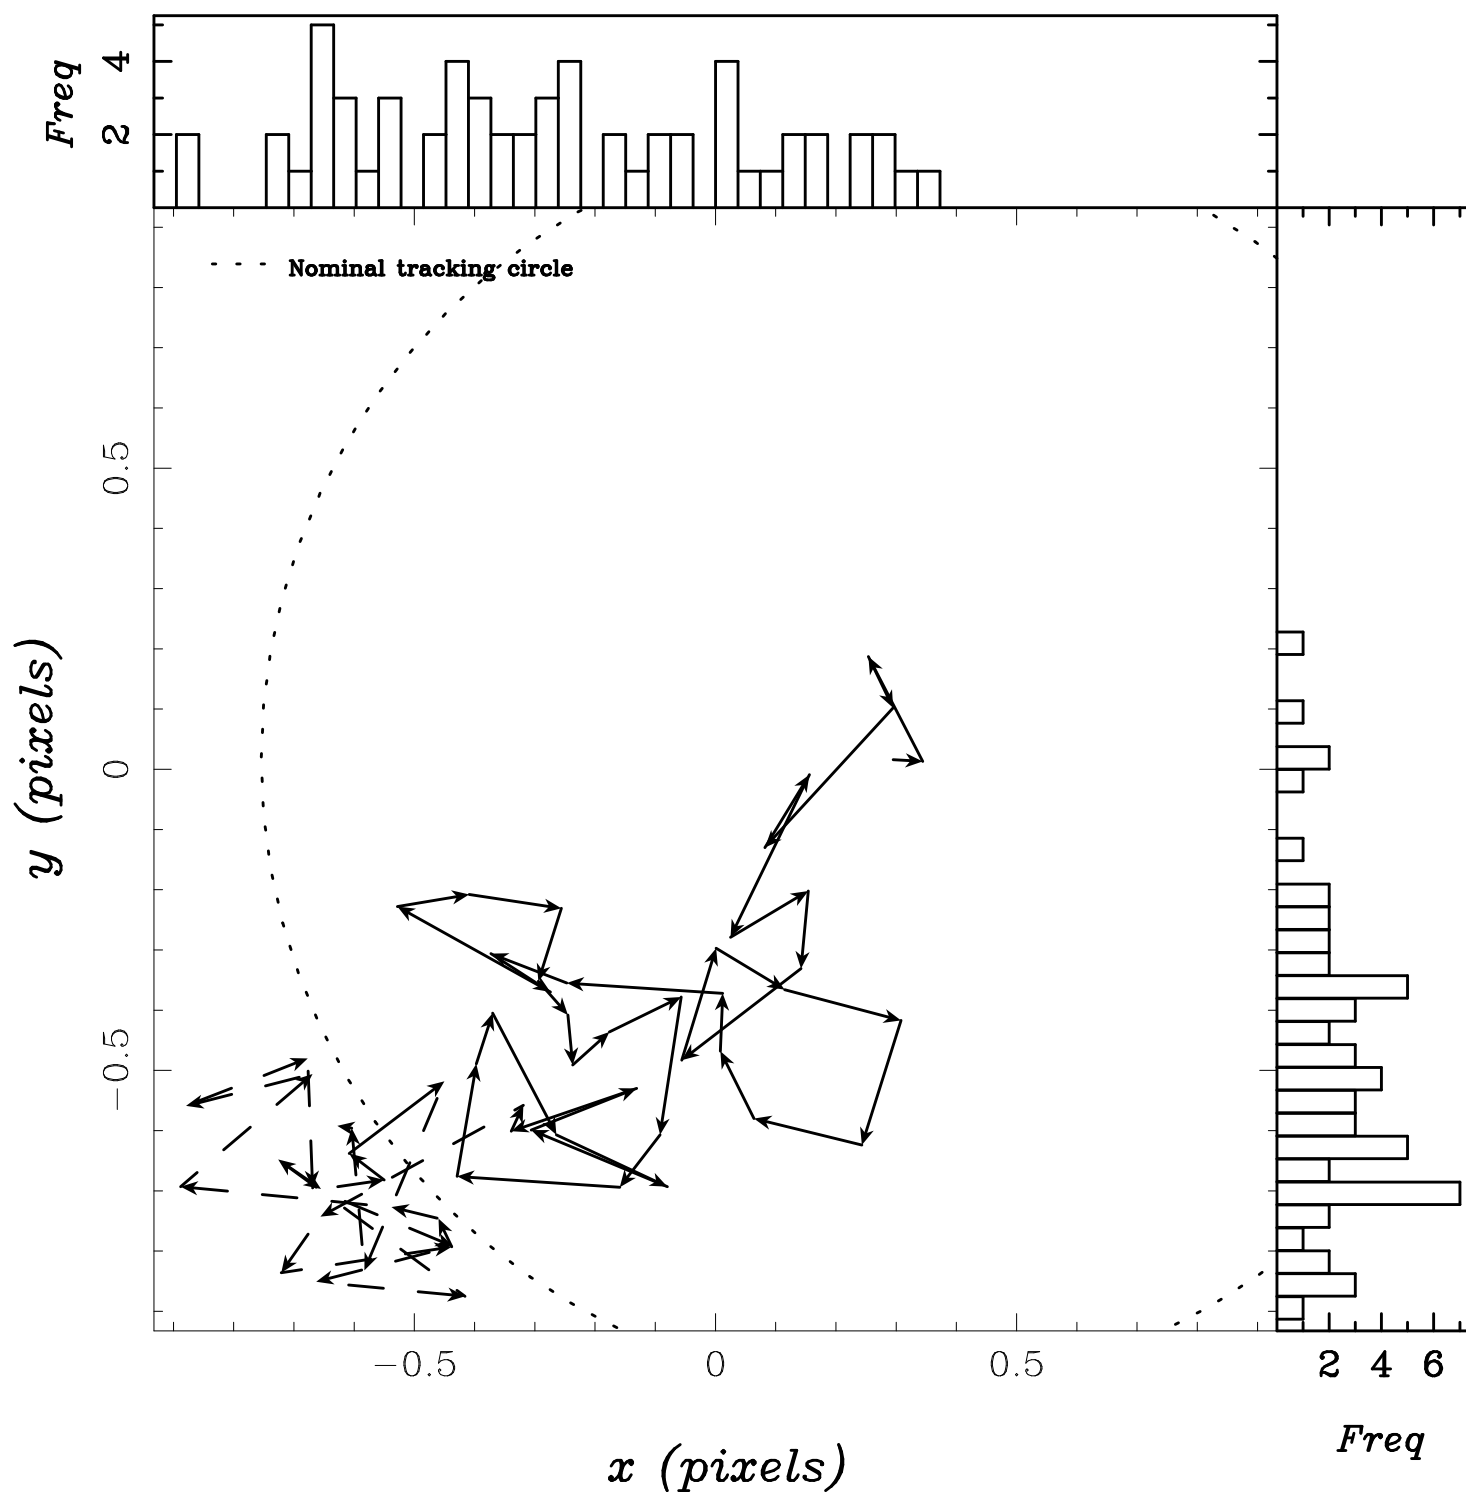 Freq
4
2
Nominal tracking circle
0.5
0
−0.5
y (pixels)
−0.5 0 0.5
x (pixels)
2 4 6
Freq